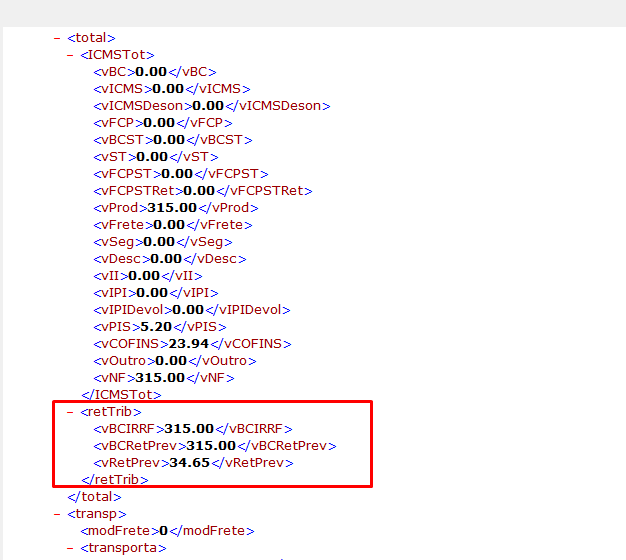 − <total>
− <ICMSTot>
<vBC>0.00</vBC>
<vICMS>0.00</vICMS>
<vICMSDeson>0.00</vICMSDeson>
<vFCP>0.00</vFCP>
<vBCST>0.00</vBCST>
<vST>0.00</vST>
<vFCPST>0.00</vFCPST>
<vFCPSTRet>0.00</vFCPSTRet>
<vProd>315.00</vProd>
<vFrete>0.00</vFrete>
<vSeg>0.00</vSeg>
<vDesc>0.00</vDesc>
<vII>0.00</vII>
<vIPI>0.00</vIPI>
<vIPIDevol>0.00</vIPIDevol>
<vPIS>5.20</vPIS>
<vCOFINS>23.94</vCOFINS>
<vOutro>0.00</vOutro>
<vNF>315.00</vNF>
</ICMSTot>
− <retTrib>
<vBCIRRF>315.00</vBCIRRF>
<vBCRetPrev>315.00</vBCRetPrev>
<vRetPrev>34.65</vRetPrev>
</retTrib>
</total>
− <transp>
<modFrete>0</modFrete>
− <transporta>